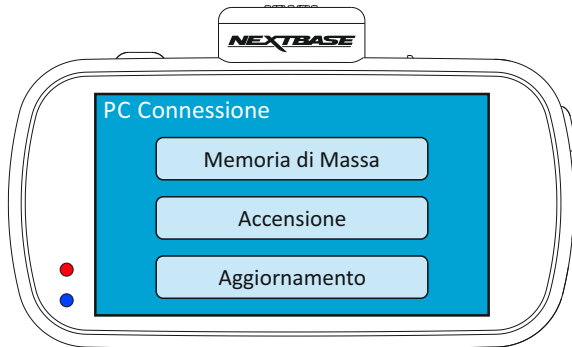 NEXTBASE
PC Connessione
Memoria di Massa
Accensione
Aggiornamento